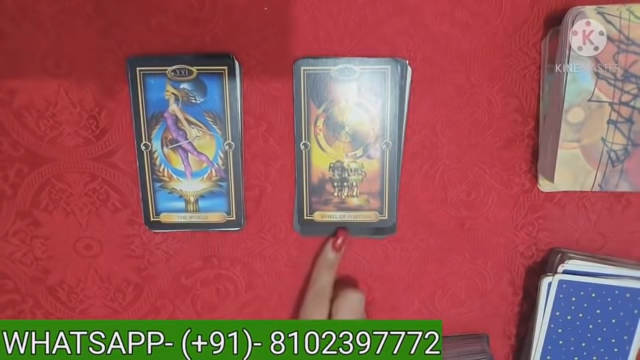 XXI
THE WORLD
WHEEL OF FORTUNE
K
WHATSAPP- (+91)- 8102397772